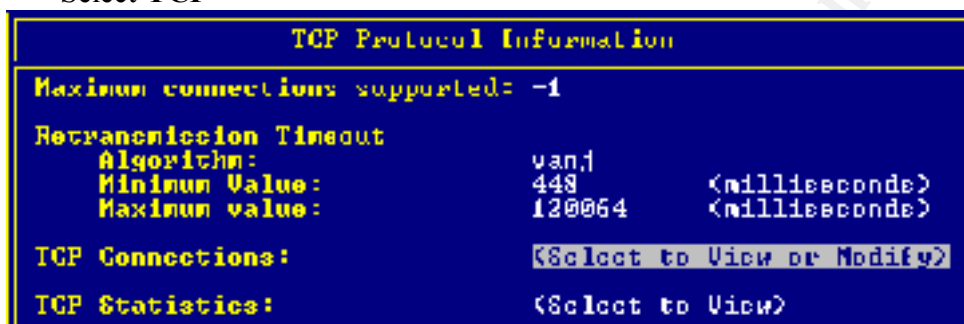 Select TCP
TCP Protocol Information
Maximum connections supported: -1
Retransmission Timeout
Algorithm: vanj
Minimum Value: 448 (milliseconds)
Maximum value: 120064 (milliseconds)
TCP Connections: <Select to View or Modify>
TCP Statistics: <Select to View>